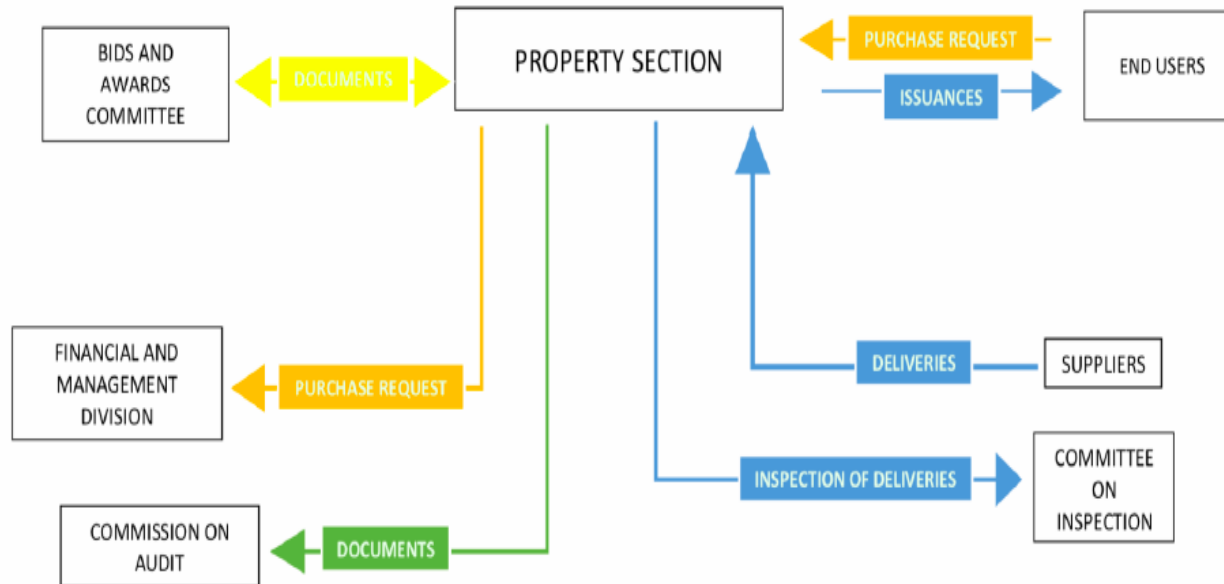 BIDS AND
AWARDS
COMMITTEE
DOCUMENTS
PROPERTY SECTION
PURCHASE REQUEST
ISSUANCES
END USERS
FINANCIAL AND
MANAGEMENT
DIVISION
PURCHASE REQUEST
DELIVERIES
SUPPLIERS
INSPECTION OF DELIVERIES
COMMITTEE
ON
INSPECTION
COMMISSION ON
AUDIT
DOCUMENTS